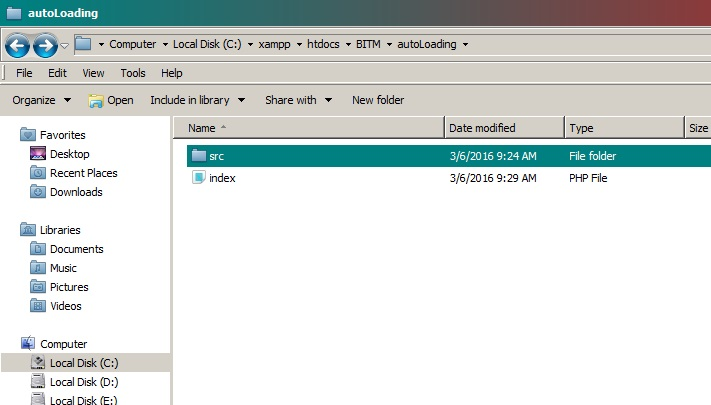 autoLoading
Computer Local Disk (C:) xampp htdocs BITM autoLoading
File Edit View Tools Help
Organize Open Include in library Share with New folder
Name Date modified Type Size
Favorites
Desktop
Recent Places
Downloads
Libraries
Documents
Music
Pictures
Videos
Computer
Local Disk (C:)
Local Disk (D:)
Local Disk (E:)
src 3/6/2016 9:24 AM File folder
index 3/6/2016 9:29 AM PHP File